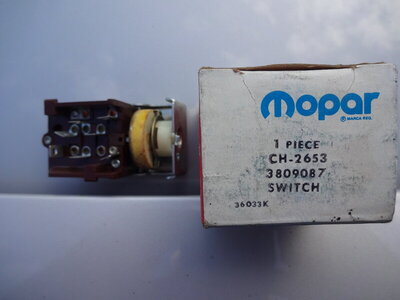 mopar
® MARCA REG.
1 PIECE
CH-2653
3809087
SWITCH
36033K